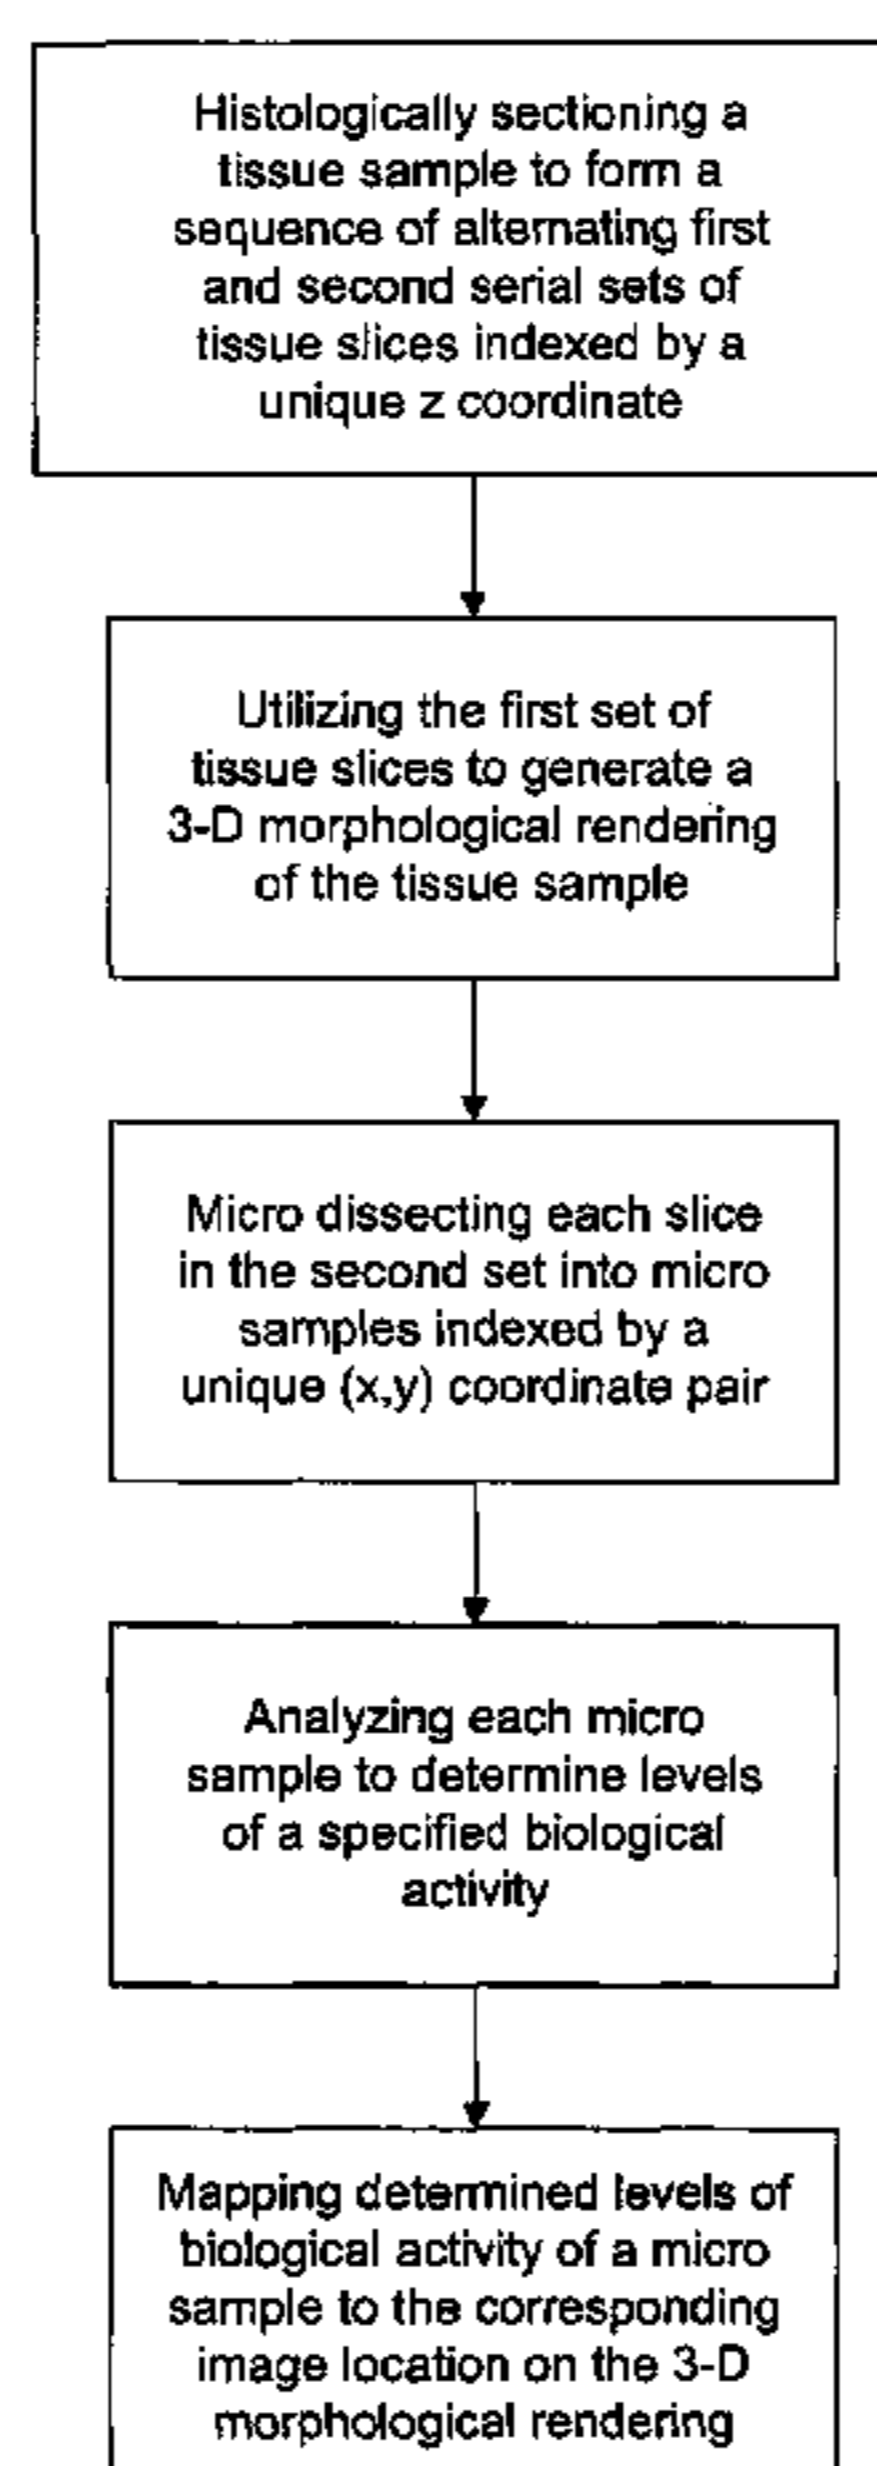 Histologically sectioning a
tissue sample to form a
sequence of alternating first
and second serial sets of
tissue slices indexed by a
unique z coordinate
Utilizing the first set of
tissue slices to generate a
3-D morphological rendering
of the tissue sample
Micro dissecting each slice
in the second set into micro
samples indexed by a
unique (x,y) coordinate pair
Analyzing each micro
sample to determine levels
of a specified biological
activity
Mapping determined levels of
biological activity of a micro
sample to the corresponding
image location on the 3-D
morphological rendering